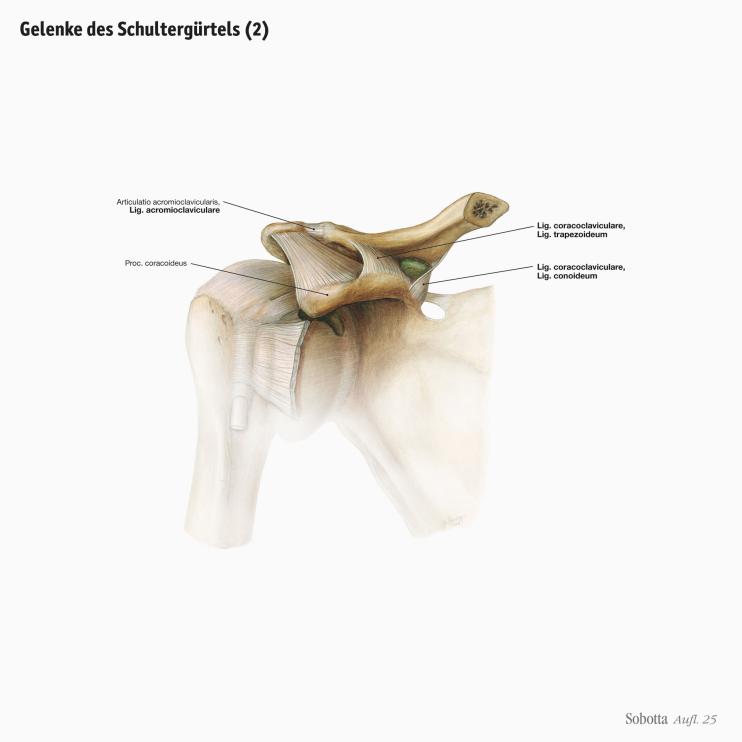 Gelenke des Schultergürtels (2)
Articulatio acromioclavicularis,
Lig. acromioclaviculare
Proc. coracoideus
Lig. coracoclaviculare,
Lig. trapezoideum
Lig. coracoclaviculare,
Lig. conoideum
Sobotta Aufl. 25